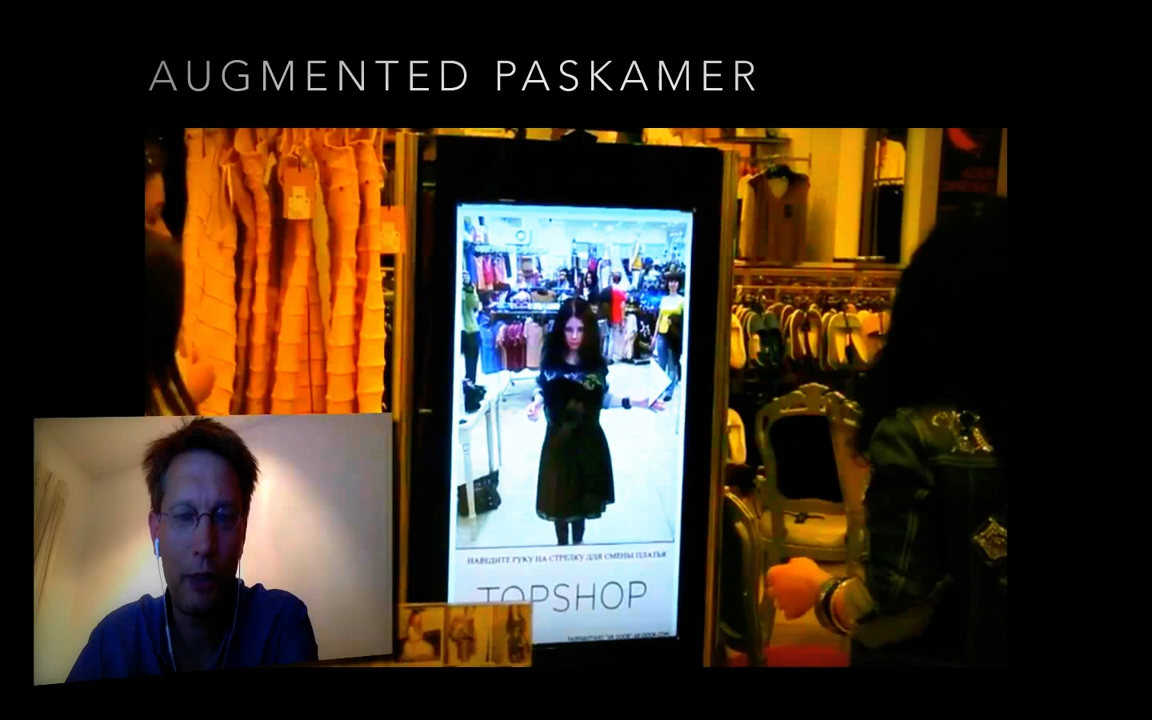 AUGMENTED PASKAMER
НАВЕДИТЕ РУКУ НА СТРЕЛКУ ДЛЯ СМЕНЫ ПЛАТЬЯ
TOPSHOP